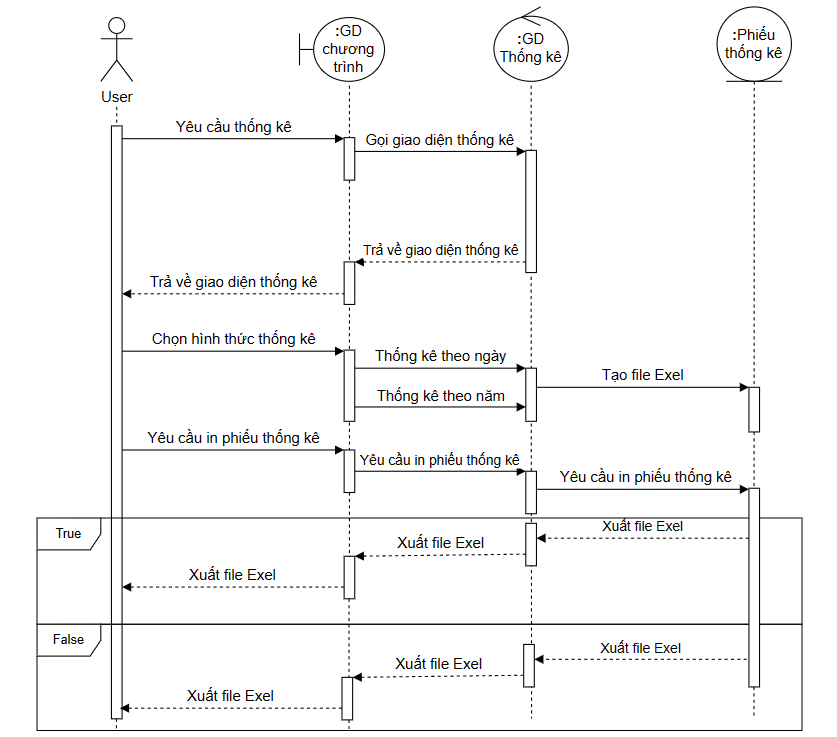 :GD
chương
trình
:GD
Thống kê
:Phiếu
thống kê
User
Yêu cầu thống kê
Gọi giao diện thống kê
Trả về giao diện thống kê
Trả về giao diện thống kê
Chọn hình thức thống kê
Thống kê theo ngày
Tạo file Exel
Thống kê theo năm
Yêu cầu in phiếu thống kê
Yêu cầu in phiếu thống kê
Yêu cầu in phiếu thống kê
True
Xuất file Exel
Xuất file Exel
Xuất file Exel
False
Xuất file Exel
Xuất file Exel
Xuất file Exel